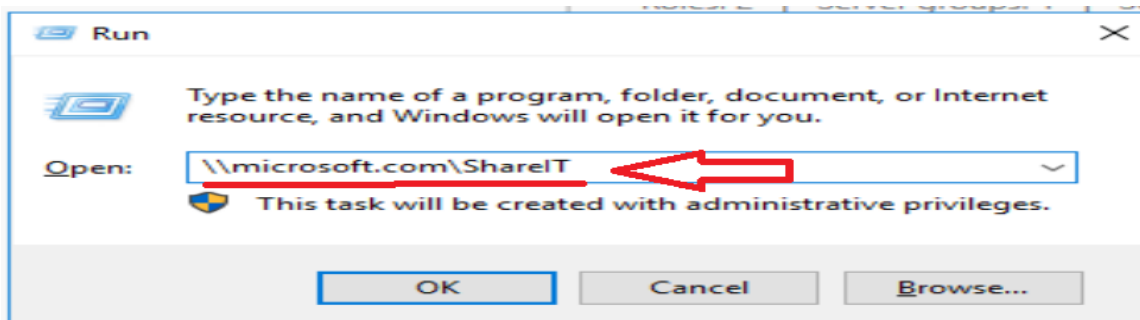 Run
Type the name of a program, folder, document, or Internet
resource, and Windows will open it for you.
Open: \\microsoft.com\ShareIT
This task will be created with administrative privileges.
OK Cancel Browse...